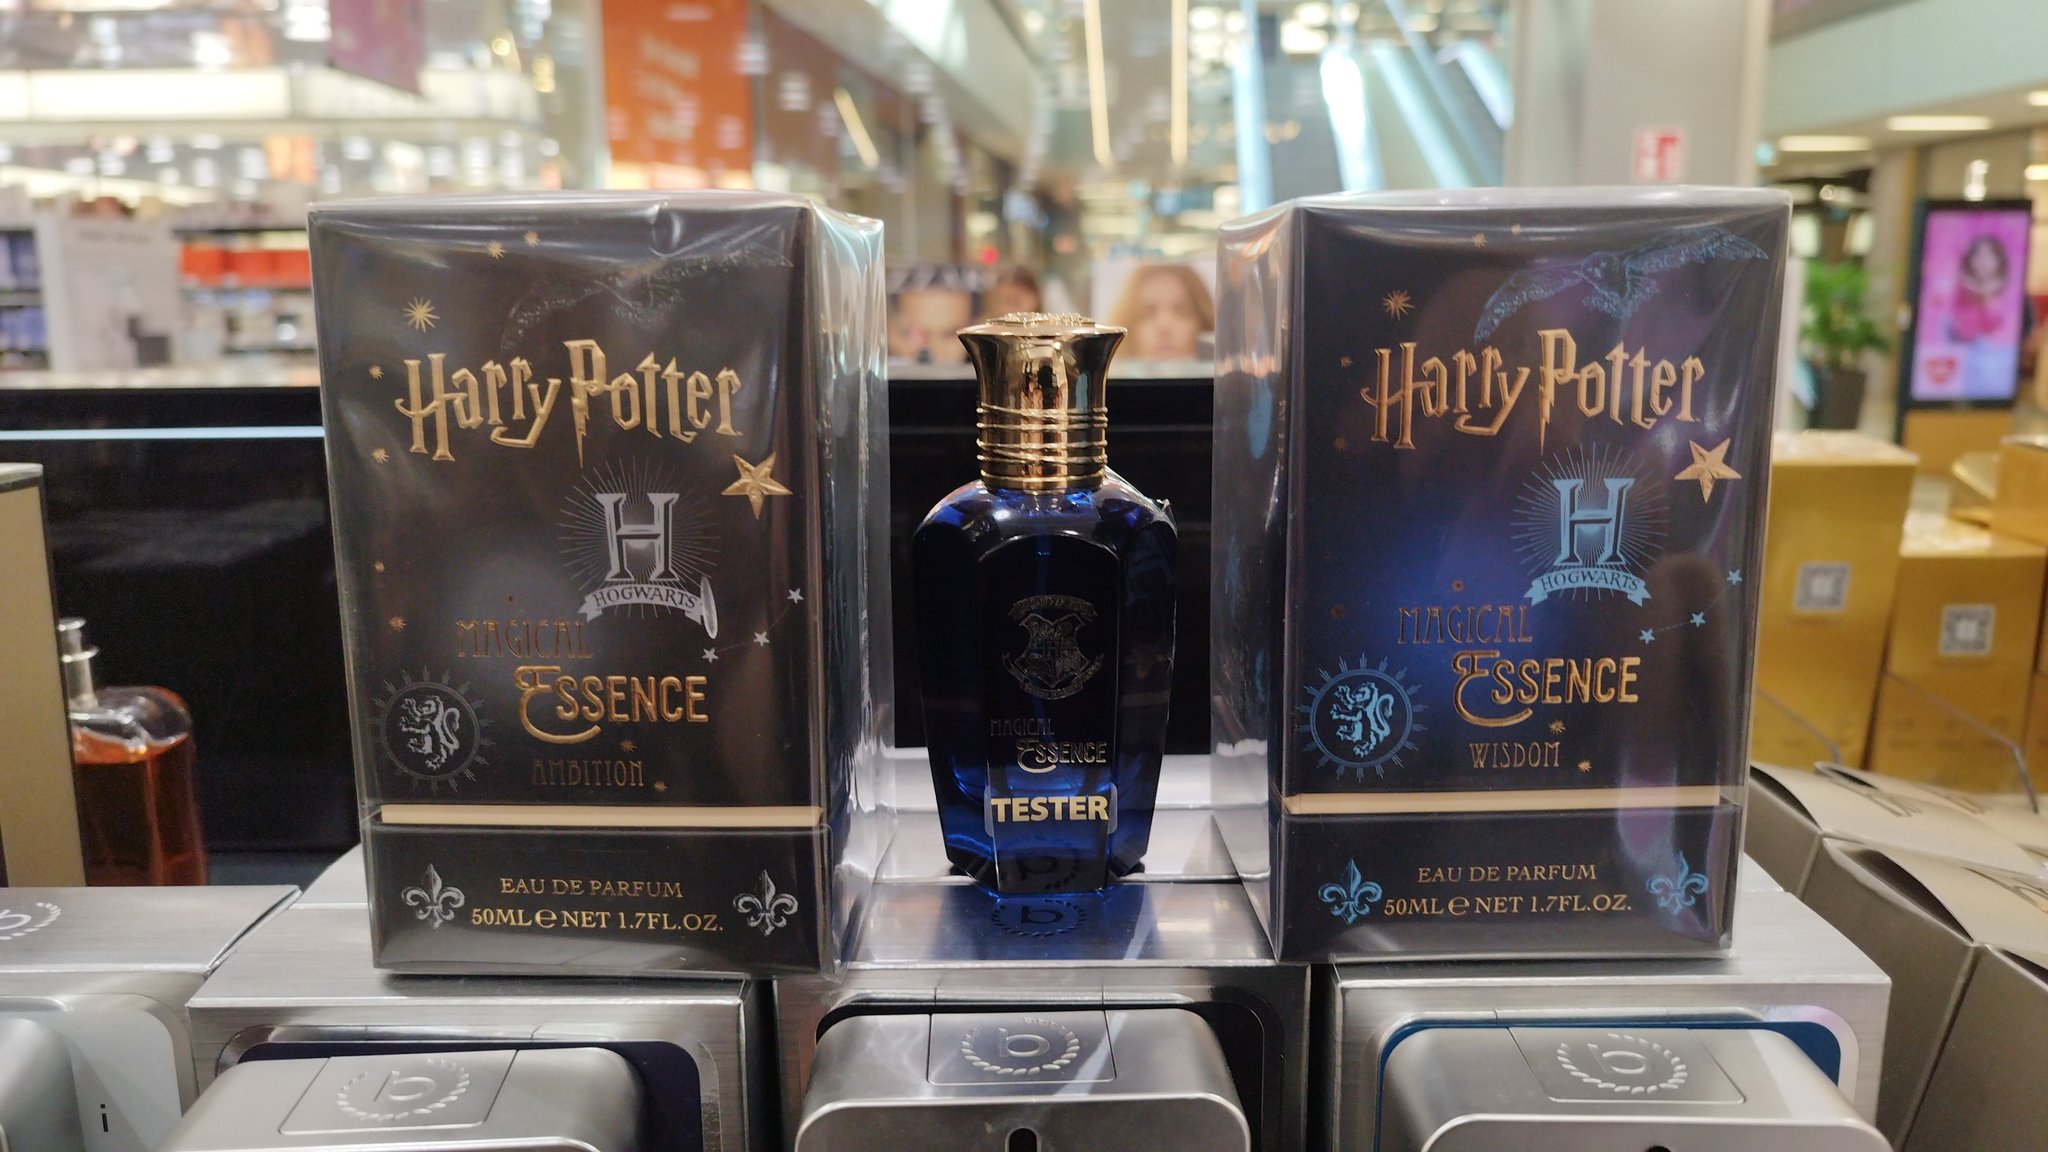 Harry Potter
H
HOGWARTS
MAGICAL
ESSENCE
AMBITION
EAU DE PARFUM
50ML e NET 1.7FL.OZ.
MAGICAL
ESSENCE
TESTER
Harry Potter
H
HOGWARTS
MAGICAL
ESSENCE
WISDOM
EAU DE PARFUM
50ML e NET 1.7FL.OZ.
b
b
b
b
i